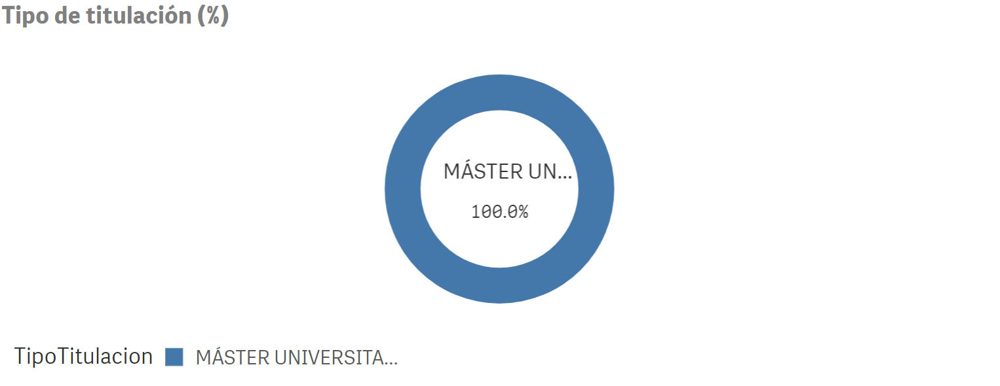 Tipo de titulación (%)
MÁSTER UN...
100.0%
TipoTitulacion MÁSTER UNIVERSITA...